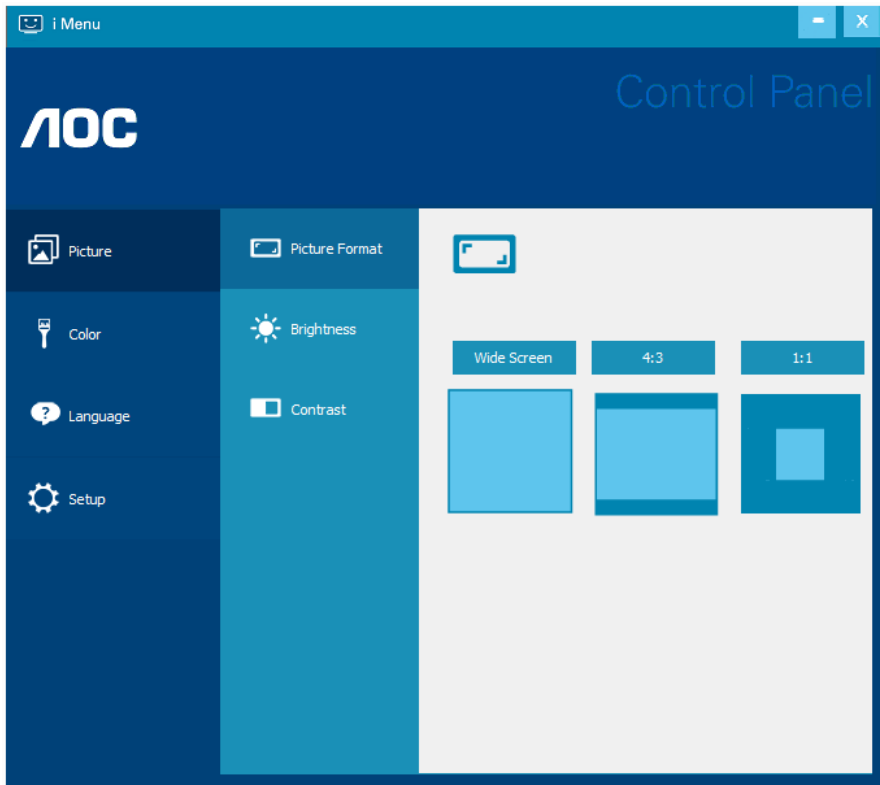 i Menu
Control Panel
AOC
Picture
Color
Language
Setup
Picture Format
Brightness
Contrast
Wide Screen
4:3
1:1